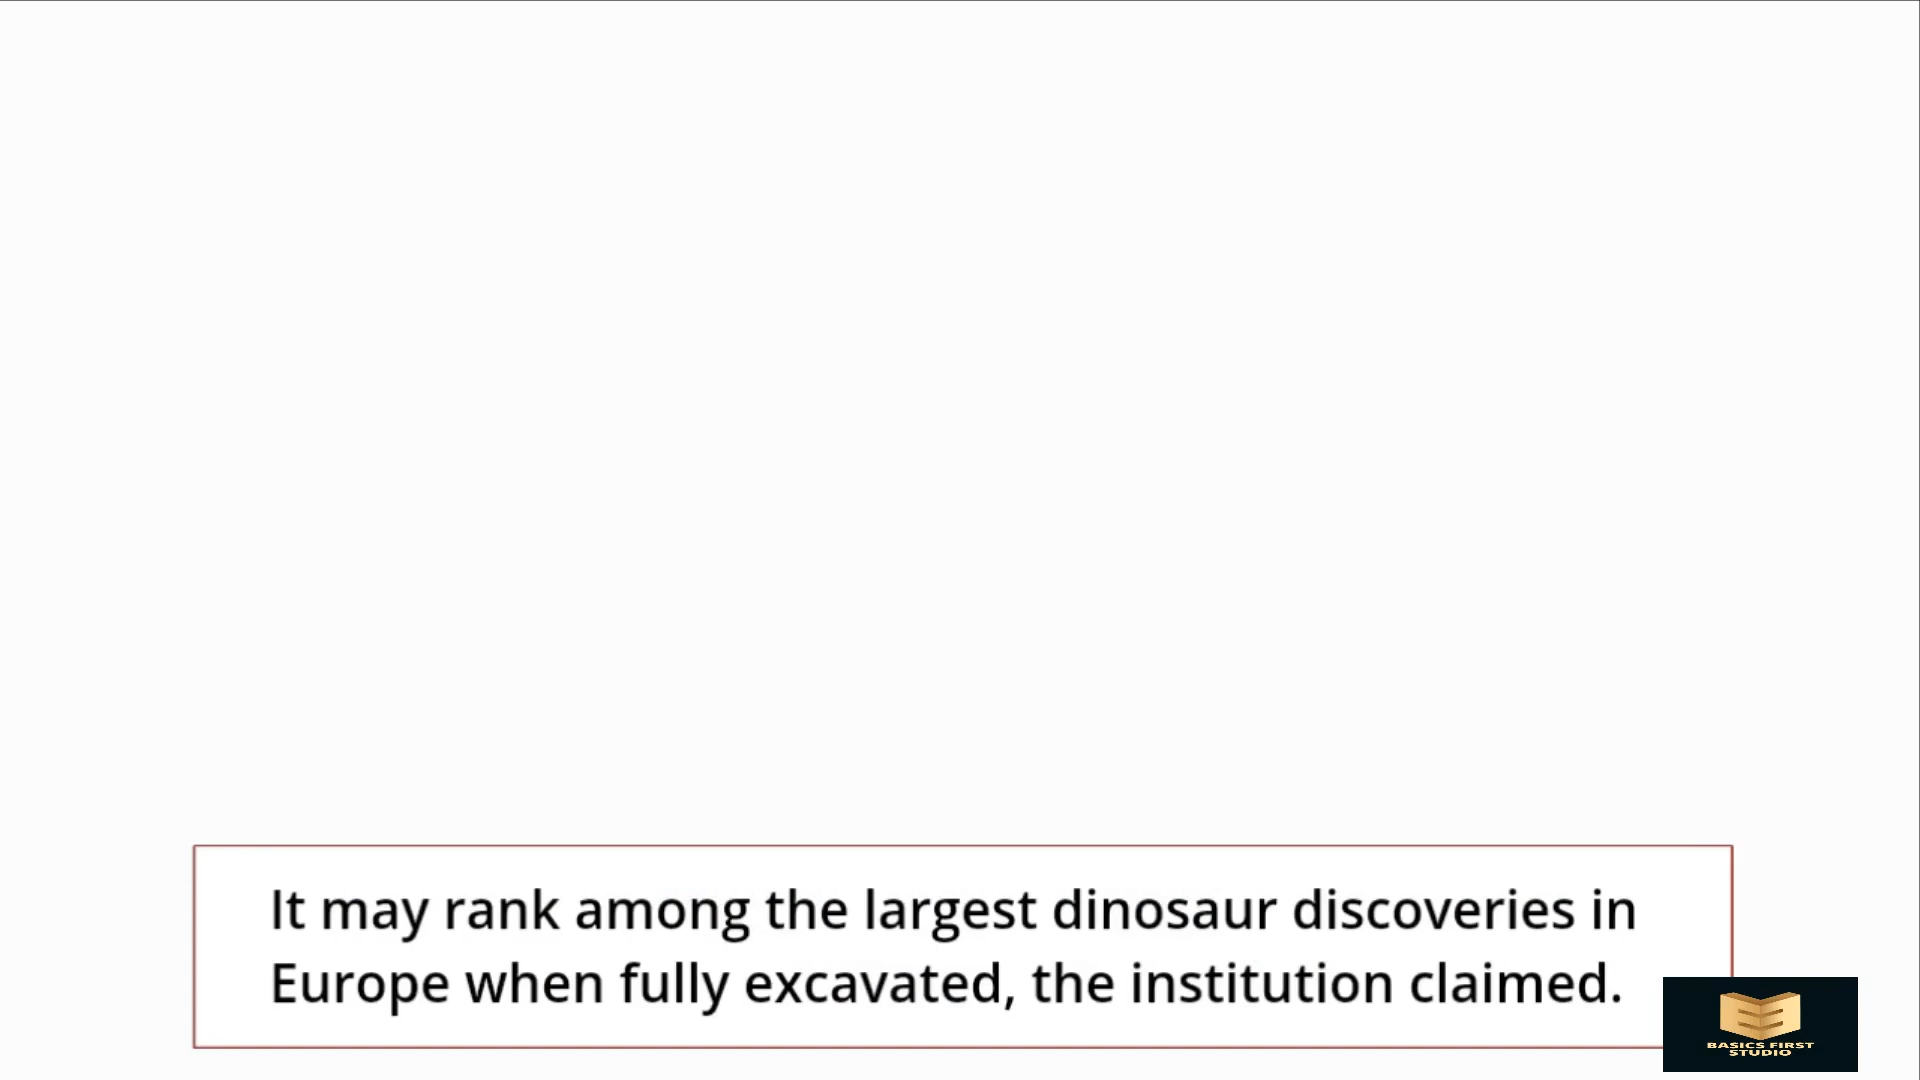 It may rank among the largest dinosaur discoveries in
Europe when fully excavated, the institution claimed.
BASICS FIRST
STUDIO